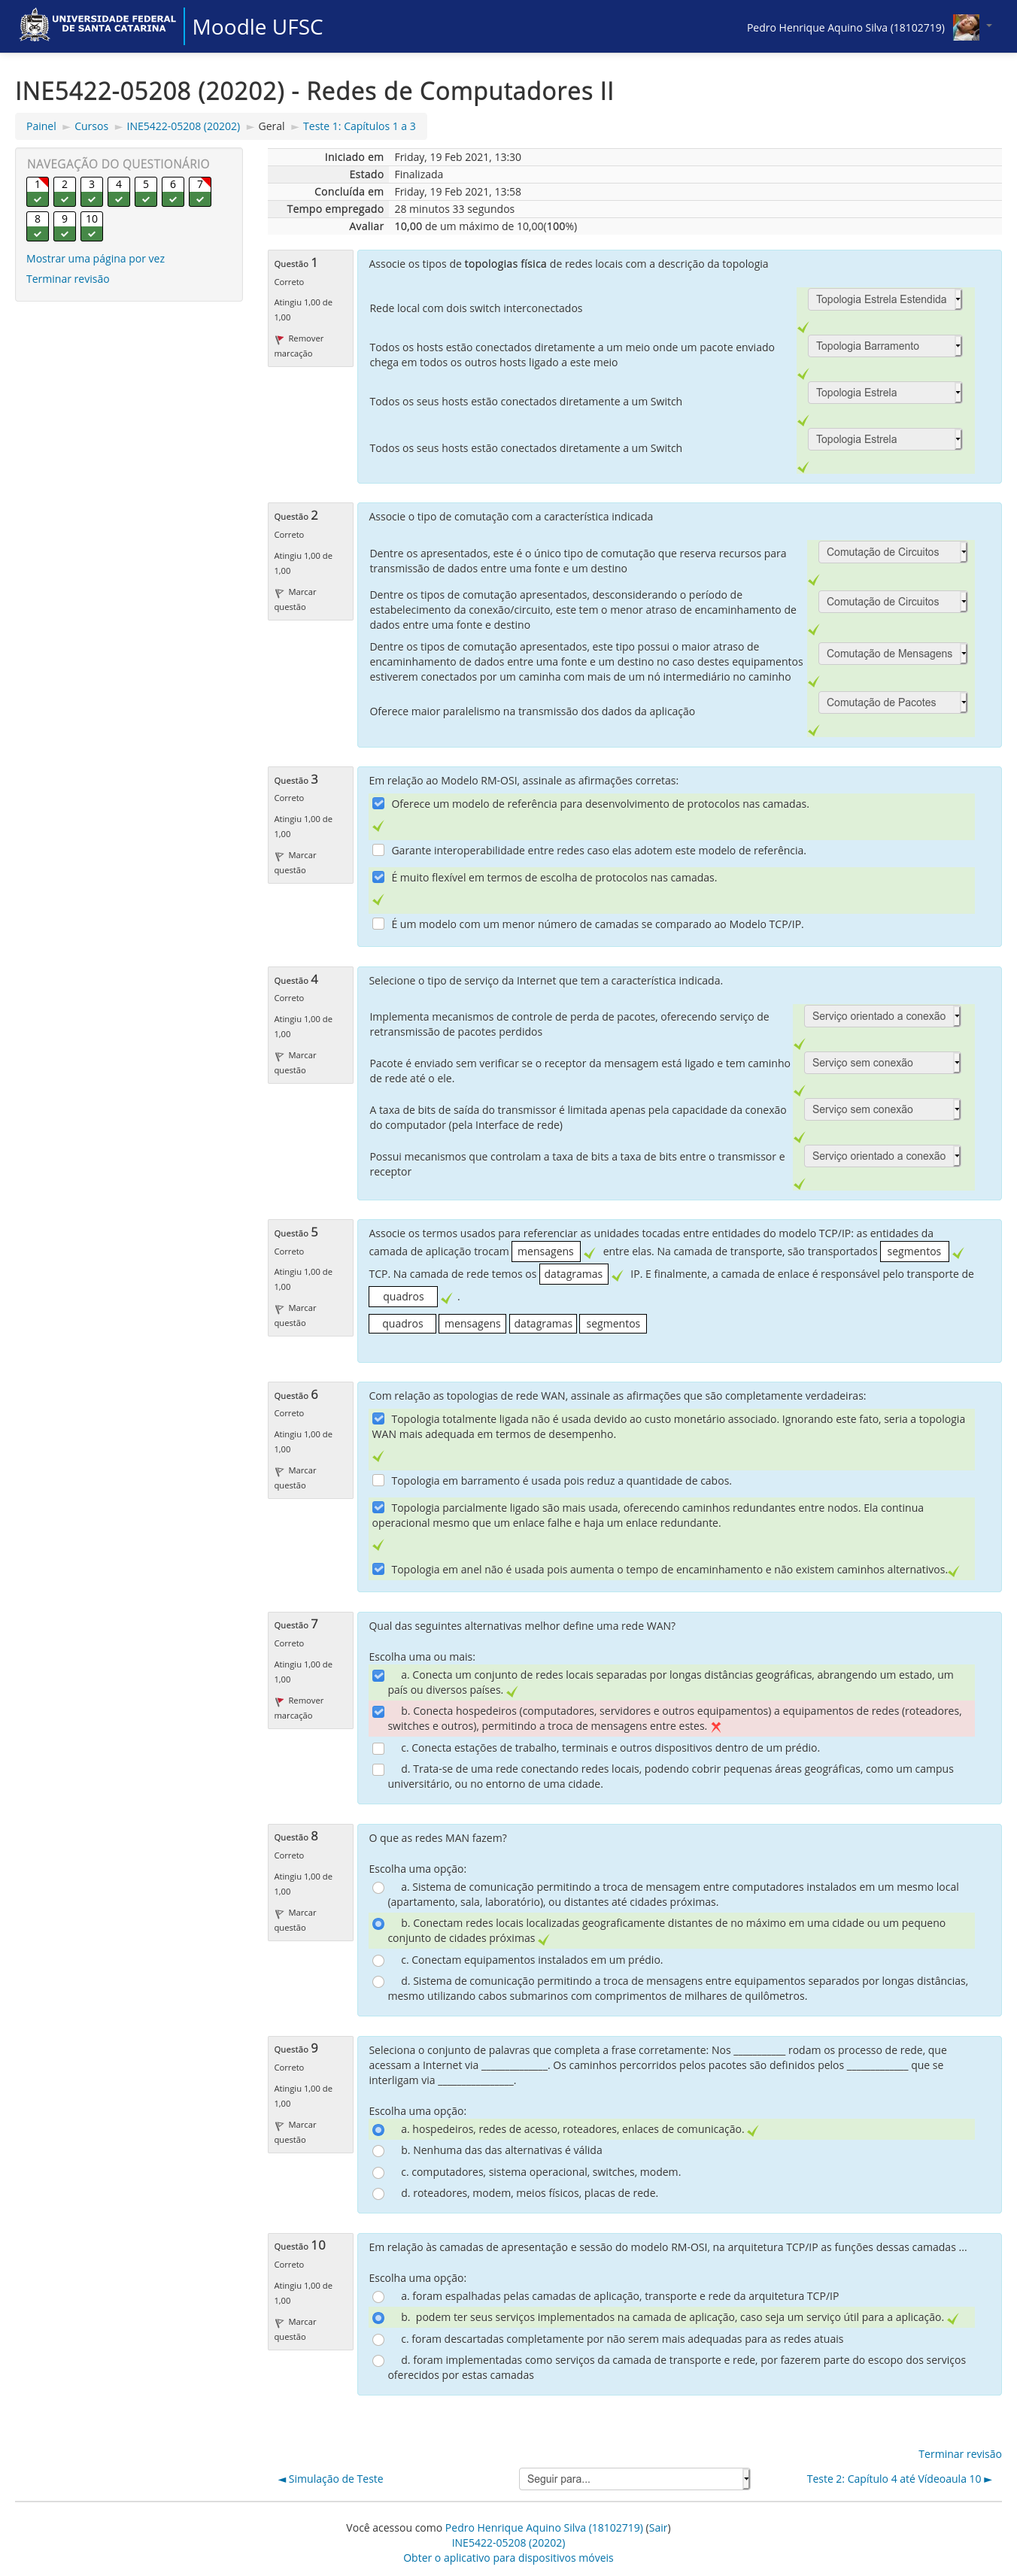 UNIVERSIDADE FEDERAL
DE SANTA CATARINA
Moodle UFSC
Pedro Henrique Aquino Silva (18102719)
INE5422-05208 (20202) - Redes de Computadores II
Painel ► Cursos ► INE5422-05208 (20202) ► Geral ► Teste 1: Capítulos 1 a 3
NAVEGAÇÃO DO QUESTIONÁRIO
1 2 3 4 5 6 7
8 9 10
Mostrar uma página por vez
Terminar revisão
Iniciado em Friday, 19 Feb 2021, 13:30
Estado Finalizada
Concluída em Friday, 19 Feb 2021, 13:58
Tempo empregado 28 minutos 33 segundos
Avaliar 10,00 de um máximo de 10,00(100%)
Questão 1
Correto
Atingiu 1,00 de
1,00
Remover
marcação
Associe os tipos de topologias física de redes locais com a descrição da topologia
Rede local com dois switch interconectados
Topologia Estrela Estendida
Todos os hosts estão conectados diretamente a um meio onde um pacote enviado
chega em todos os outros hosts ligado a este meio
Topologia Barramento
Todos os seus hosts estão conectados diretamente a um Switch
Topologia Estrela
Todos os seus hosts estão conectados diretamente a um Switch
Topologia Estrela
Questão 2
Correto
Atingiu 1,00 de
1,00
Marcar
questão
Associe o tipo de comutação com a característica indicada
Dentre os apresentados, este é o único tipo de comutação que reserva recursos para
transmissão de dados entre uma fonte e um destino
Comutação de Circuitos
Dentre os tipos de comutação apresentados, desconsiderando o período de
estabelecimento da conexão/circuito, este tem o menor atraso de encaminhamento de
dados entre uma fonte e destino
Comutação de Circuitos
Dentre os tipos de comutação apresentados, este tipo possui o maior atraso de
encaminhamento de dados entre uma fonte e um destino no caso destes equipamentos
estiverem conectados por um caminha com mais de um nó intermediário no caminho
Comutação de Mensagens
Oferece maior paralelismo na transmissão dos dados da aplicação
Comutação de Pacotes
Questão 3
Correto
Atingiu 1,00 de
1,00
Marcar
questão
Em relação ao Modelo RM-OSI, assinale as afirmações corretas:
Oferece um modelo de referência para desenvolvimento de protocolos nas camadas.
Garante interoperabilidade entre redes caso elas adotem este modelo de referência.
É muito flexível em termos de escolha de protocolos nas camadas.
É um modelo com um menor número de camadas se comparado ao Modelo TCP/IP.
Questão 4
Correto
Atingiu 1,00 de
1,00
Marcar
questão
Selecione o tipo de serviço da Internet que tem a característica indicada.
Implementa mecanismos de controle de perda de pacotes, oferecendo serviço de
retransmissão de pacotes perdidos
Serviço orientado a conexão
Pacote é enviado sem verificar se o receptor da mensagem está ligado e tem caminho
de rede até o ele.
Serviço sem conexão
A taxa de bits de saída do transmissor é limitada apenas pela capacidade da conexão
do computador (pela Interface de rede)
Serviço sem conexão
Possui mecanismos que controlam a taxa de bits a taxa de bits entre o transmissor e
receptor
Serviço orientado a conexão
Questão 5
Correto
Atingiu 1,00 de
1,00
Marcar
questão
Associe os termos usados para referenciar as unidades tocadas entre entidades do modelo TCP/IP: as entidades da
camada de aplicação trocam mensagens entre elas. Na camada de transporte, são transportados segmentos
TCP. Na camada de rede temos os datagramas IP. E finalmente, a camada de enlace é responsável pelo transporte de
quadros .
quadros mensagens datagramas segmentos
Questão 6
Correto
Atingiu 1,00 de
1,00
Marcar
questão
Com relação as topologias de rede WAN, assinale as afirmações que são completamente verdadeiras:
Topologia totalmente ligada não é usada devido ao custo monetário associado. Ignorando este fato, seria a topologia
WAN mais adequada em termos de desempenho.
Topologia em barramento é usada pois reduz a quantidade de cabos.
Topologia parcialmente ligado são mais usada, oferecendo caminhos redundantes entre nodos. Ela continua
operacional mesmo que um enlace falhe e haja um enlace redundante.
Topologia em anel não é usada pois aumenta o tempo de encaminhamento e não existem caminhos alternativos.
Questão 7
Correto
Atingiu 1,00 de
1,00
Remover
marcação
Qual das seguintes alternativas melhor define uma rede WAN?
Escolha uma ou mais:
a. Conecta um conjunto de redes locais separadas por longas distâncias geográficas, abrangendo um estado, um
país ou diversos países.
b. Conecta hospedeiros (computadores, servidores e outros equipamentos) a equipamentos de redes (roteadores,
switches e outros), permitindo a troca de mensagens entre estes.
c. Conecta estações de trabalho, terminais e outros dispositivos dentro de um prédio.
d. Trata-se de uma rede conectando redes locais, podendo cobrir pequenas áreas geográficas, como um campus
universitário, ou no entorno de uma cidade.
Questão 8
Correto
Atingiu 1,00 de
1,00
Marcar
questão
O que as redes MAN fazem?
Escolha uma opção:
a. Sistema de comunicação permitindo a troca de mensagem entre computadores instalados em um mesmo local
(apartamento, sala, laboratório), ou distantes até cidades próximas.
b. Conectam redes locais localizadas geograficamente distantes de no máximo em uma cidade ou um pequeno
conjunto de cidades próximas
c. Conectam equipamentos instalados em um prédio.
d. Sistema de comunicação permitindo a troca de mensagens entre equipamentos separados por longas distâncias,
mesmo utilizando cabos submarinos com comprimentos de milhares de quilômetros.
Questão 9
Correto
Atingiu 1,00 de
1,00
Marcar
questão
Seleciona o conjunto de palavras que completa a frase corretamente: Nos ___________ rodam os processo de rede, que
acessam a Internet via ______________. Os caminhos percorridos pelos pacotes são definidos pelos _____________ que se
interligam via ________________.
Escolha uma opção:
a. hospedeiros, redes de acesso, roteadores, enlaces de comunicação.
b. Nenhuma das das alternativas é válida
c. computadores, sistema operacional, switches, modem.
d. roteadores, modem, meios físicos, placas de rede.
Questão 10
Correto
Atingiu 1,00 de
1,00
Marcar
questão
Em relação às camadas de apresentação e sessão do modelo RM-OSI, na arquitetura TCP/IP as funções dessas camadas ...
Escolha uma opção:
a. foram espalhadas pelas camadas de aplicação, transporte e rede da arquitetura TCP/IP
b. podem ter seus serviços implementados na camada de aplicação, caso seja um serviço útil para a aplicação.
c. foram descartadas completamente por não serem mais adequadas para as redes atuais
d. foram implementadas como serviços da camada de transporte e rede, por fazerem parte do escopo dos serviços
oferecidos por estas camadas
Terminar revisão
◄ Simulação de Teste
Seguir para...
Teste 2: Capítulo 4 até Vídeoaula 10 ►
Você acessou como Pedro Henrique Aquino Silva (18102719) (Sair)
INE5422-05208 (20202)
Obter o aplicativo para dispositivos móveis